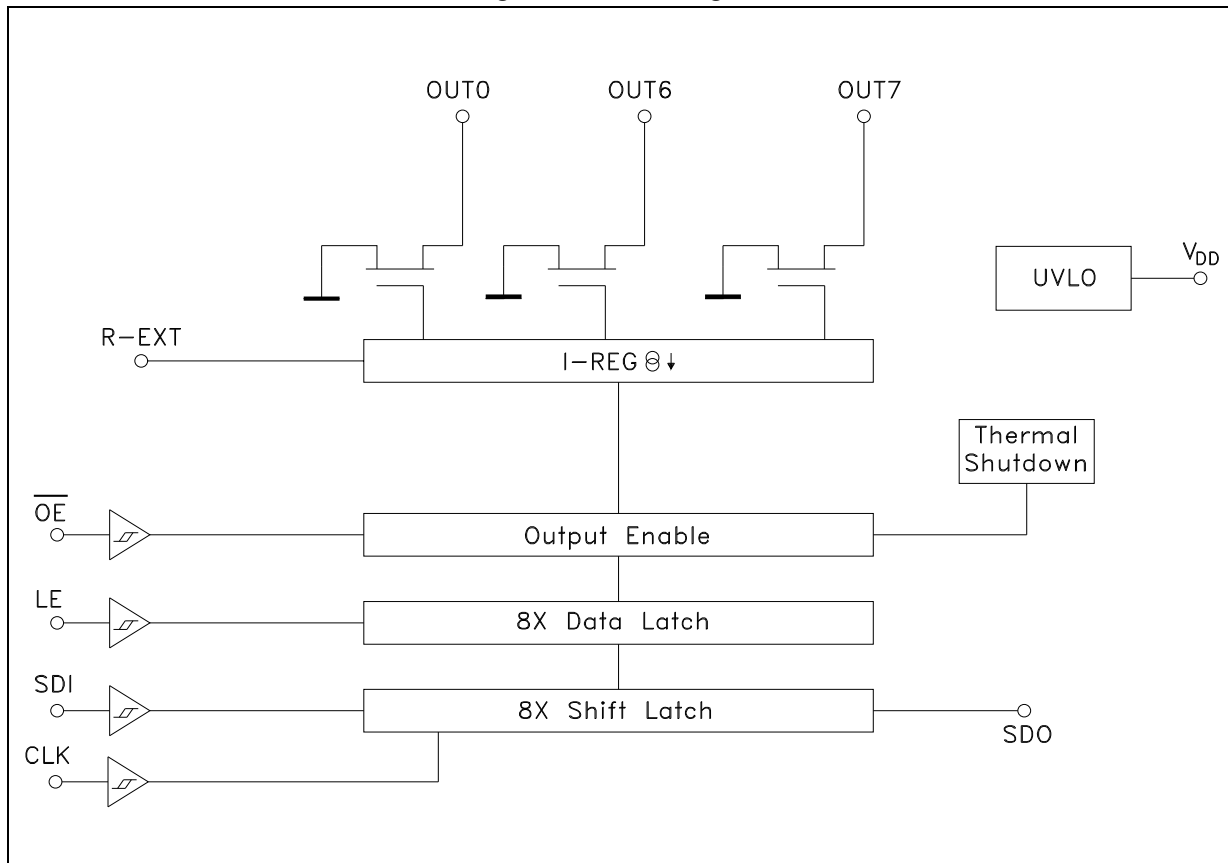 OUT0 OUT6 OUT7
UVLO
VDD
R-EXT
I-REG
Thermal
Shutdown
OE
Output Enable
LE
8X Data Latch
SDI
8X Shift Latch
SDO
CLK